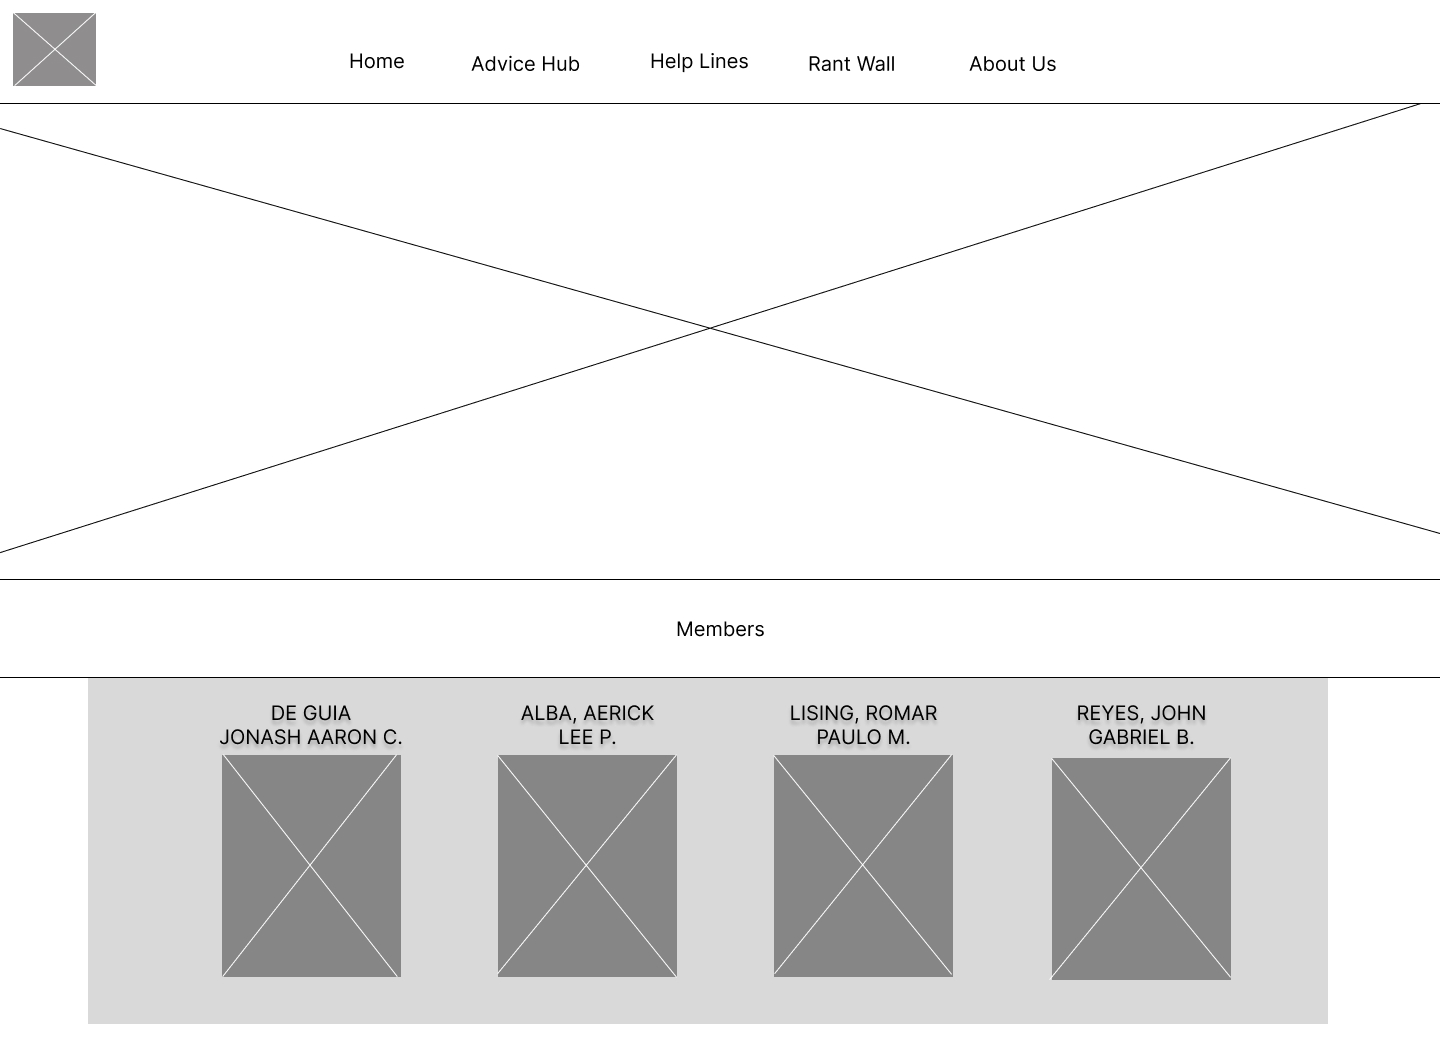 Home
Advice Hub
Help Lines
Rant Wall
About Us
Members
DE GUIA
JONASH AARON C.
ALBA, AERICK
LEE P.
LISING, ROMAR
PAULO M.
REYES, JOHN
GABRIEL B.